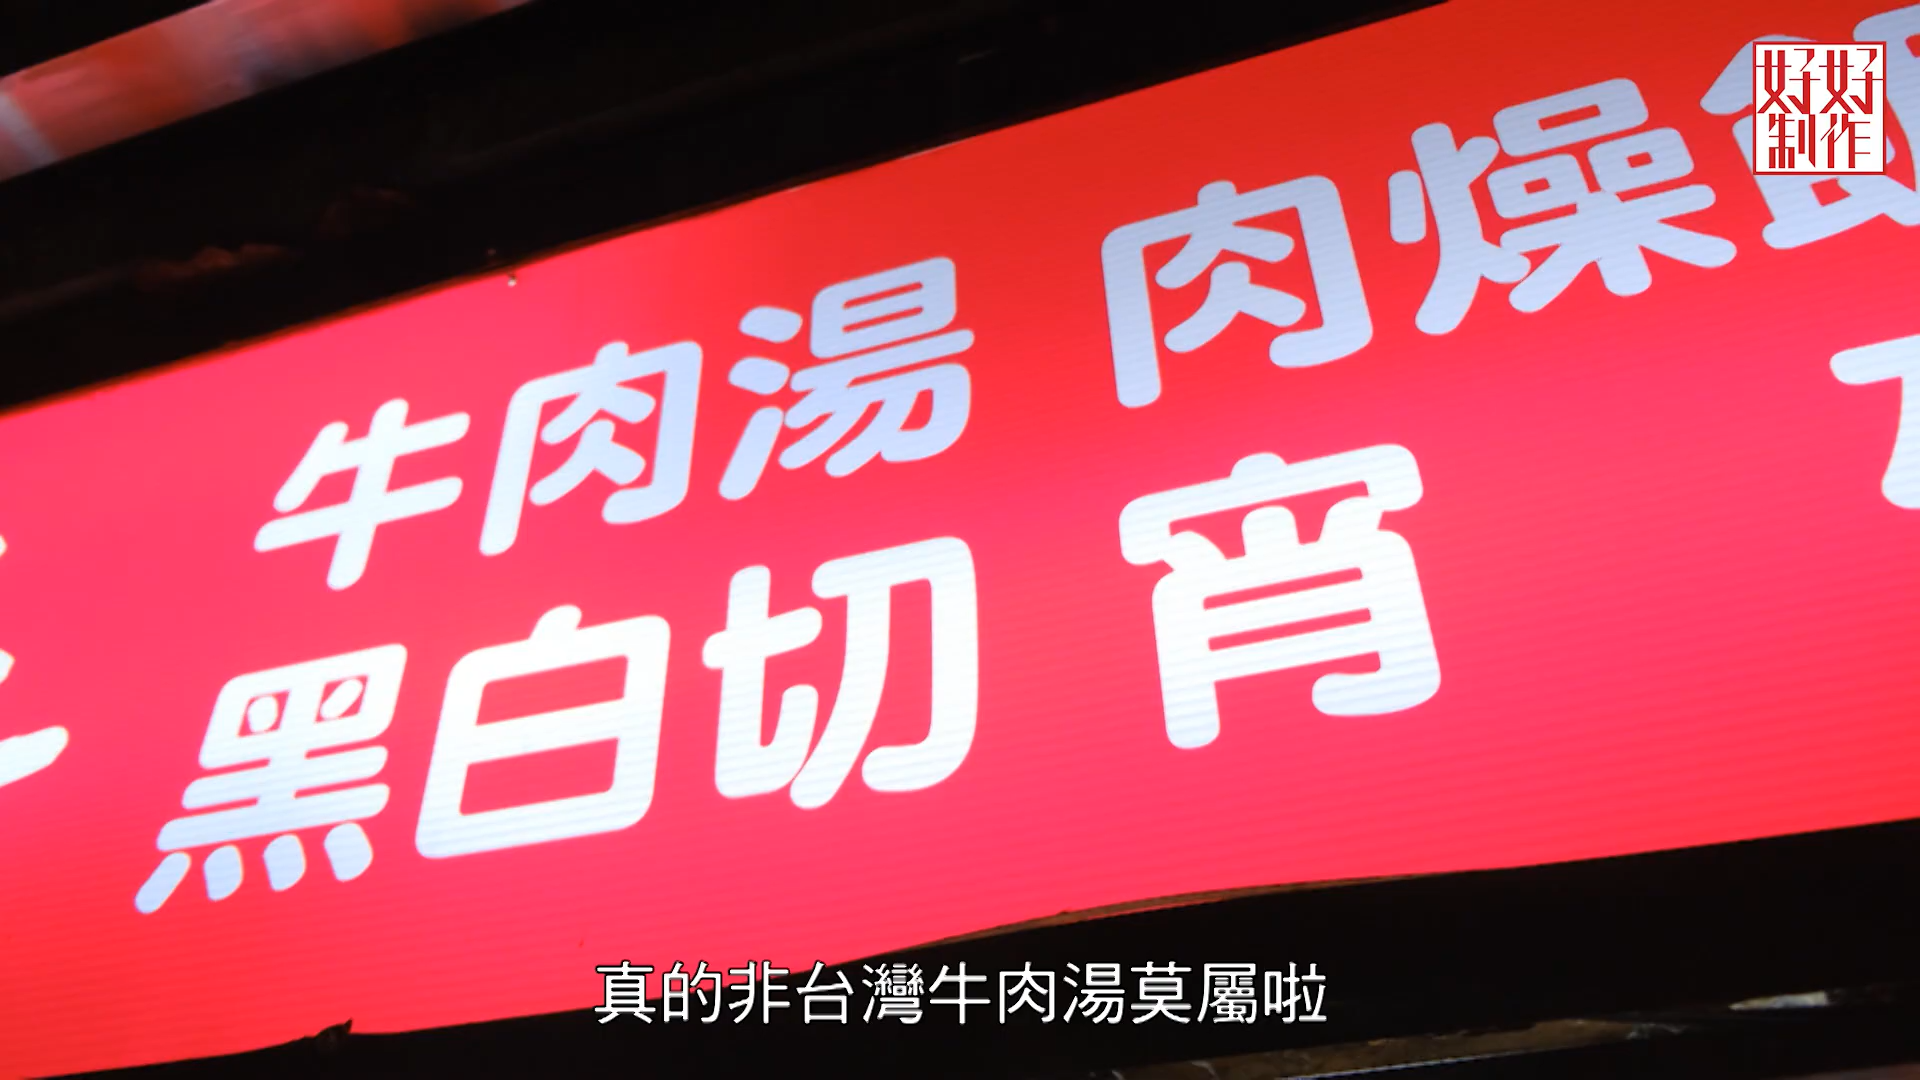 好好
制作
牛肉湯 肉燥飯
黑白切 宵
真的非台灣牛肉湯莫屬啦